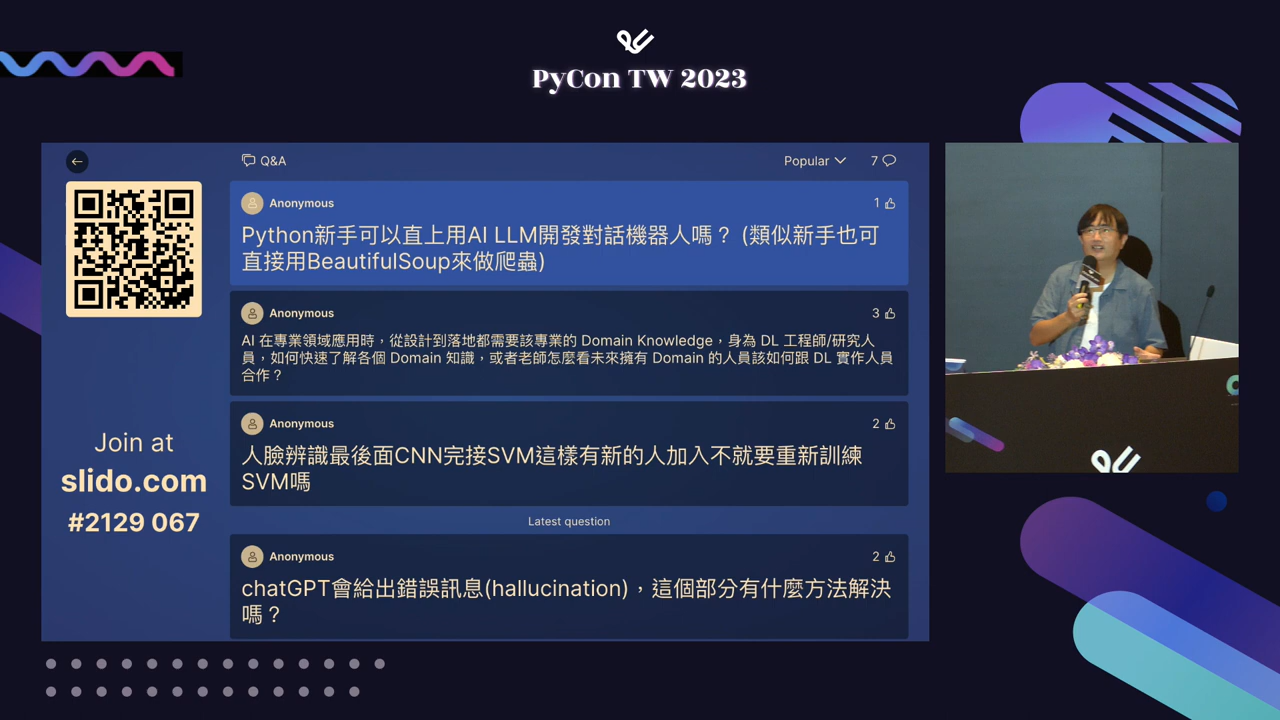 PyCon TW 2023
Q&A
Popular
7
Anonymous
1
Python新手可以直上用AI LLM開發對話機器人嗎？ (類似新手也可
直接用BeautifulSoup來做爬蟲)
Anonymous
3
AI 在專業領域應用時，從設計到落地都需要該專業的 Domain Knowledge，身為 DL 工程師/研究人
員，如何快速了解各個 Domain 知識，或者老師怎麼看未來擁有 Domain 的人員該如何跟 DL 實作人員
合作？
Anonymous
2
人臉辨識最後面CNN完接SVM這樣有新的人加入不就要重新訓練
SVM嗎
Latest question
Anonymous
2
chatGPT會給出錯誤訊息(hallucination)，這個部分有什麼方法解決
嗎？
Join at
slido.com
#2129 067